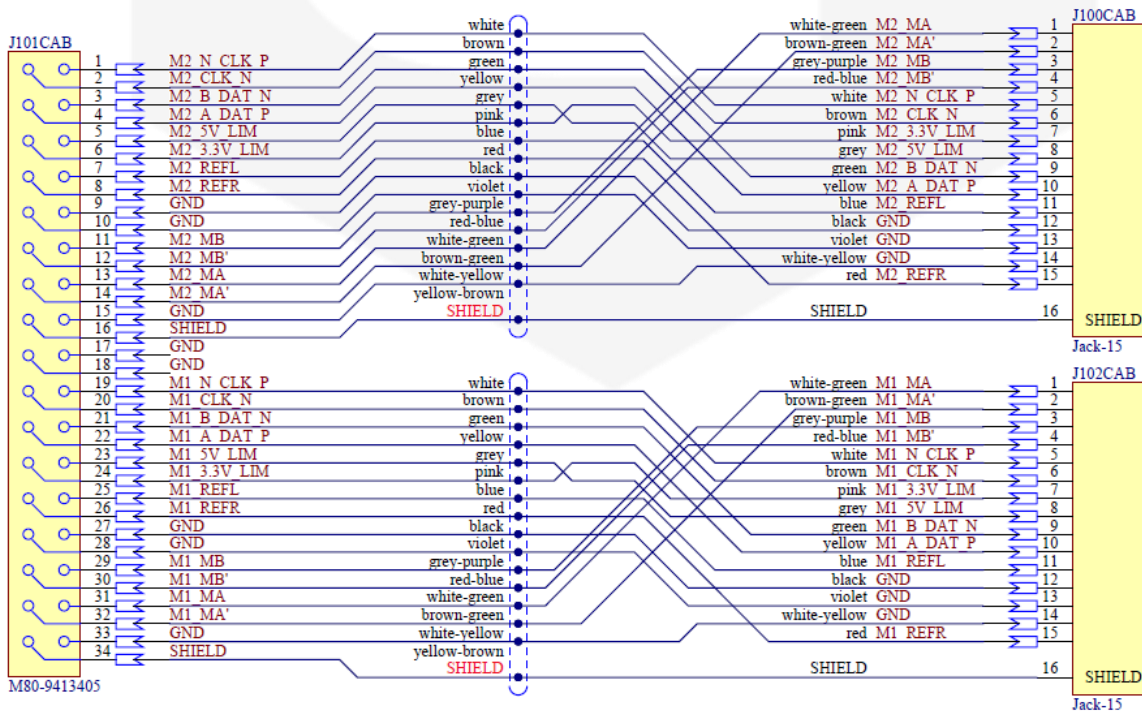 J101CAB
1 M2_N_CLK_P
2 M2_CLK_N
3 M2_B_DAT_N
4 M2_A_DAT_P
5 M2_5V_LIM
6 M2_3.3V_LIM
7 M2_REFL
8 M2_REFR
9 GND
10 GND
11 M2_MB
12 M2_MB'
13 M2_MA
14 M2_MA'
15 GND
16 SHIELD
17 GND
18 GND
19 M1_N_CLK_P
20 M1_CLK_N
21 M1_B_DAT_N
22 M1_A_DAT_P
23 M1_5V_LIM
24 M1_3.3V_LIM
25 M1_REFL
26 M1_REFR
27 GND
28 GND
29 M1_MB
30 M1_MB'
31 M1_MA
32 M1_MA'
33 GND
34 SHIELD
M80-9413405
white
brown
green
yellow
grey
pink
blue
red
black
violet
grey-purple
red-blue
white-green
brown-green
white-yellow
yellow-brown
SHIELD
J100CAB
white-green M2_MA 1
brown-green M2_MA' 2
grey-purple M2_MB 3
red-blue M2_MB' 4
white M2_N_CLK_P 5
brown M2_CLK_N 6
pink M2_3.3V_LIM 7
grey M2_5V_LIM 8
green M2_B_DAT_N 9
yellow M2_A_DAT_P 10
blue M2_REFL 11
black GND 12
violet GND 13
white-yellow GND 14
red M2_REFR 15
SHIELD 16 SHIELD
Jack-15
white
brown
green
yellow
grey
pink
blue
red
black
violet
grey-purple
red-blue
white-green
brown-green
white-yellow
yellow-brown
SHIELD
J102CAB
white-green M1_MA 1
brown-green M1_MA' 2
grey-purple M1_MB 3
red-blue M1_MB' 4
white M1_N_CLK_P 5
brown M1_CLK_N 6
pink M1_3.3V_LIM 7
grey M1_5V_LIM 8
green M1_B_DAT_N 9
yellow M1_A_DAT_P 10
blue M1_REFL 11
black GND 12
violet GND 13
white-yellow GND 14
red M1_REFR 15
SHIELD 16 SHIELD
Jack-15